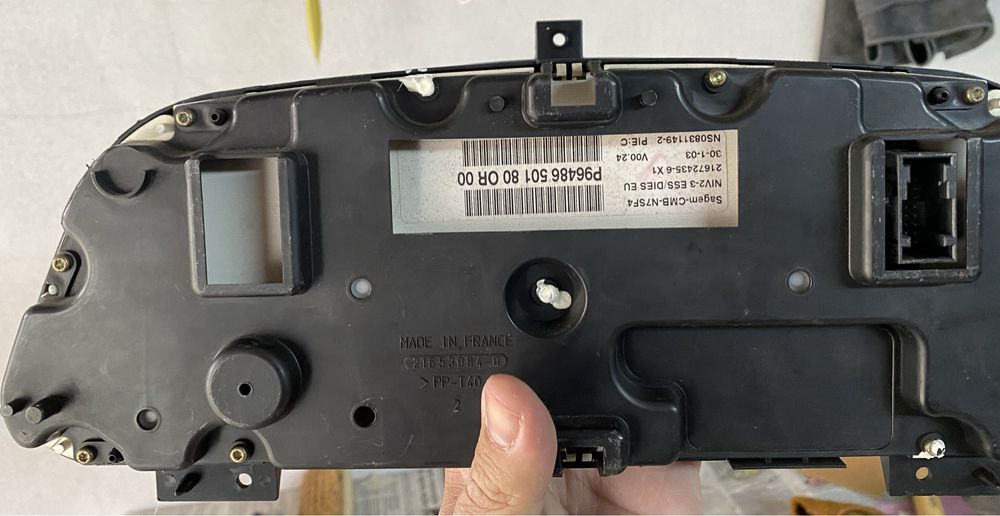 Sagem-CMB-N7SF4
NIV2-3 ESS/DIES EU
21672435-6 X1
30-1-03 V00.24
NS0831149-2 PIE:C
P96486 501 80 OR 00
MADE IN FRANCE
(21653084-D)
>PP-T40
2